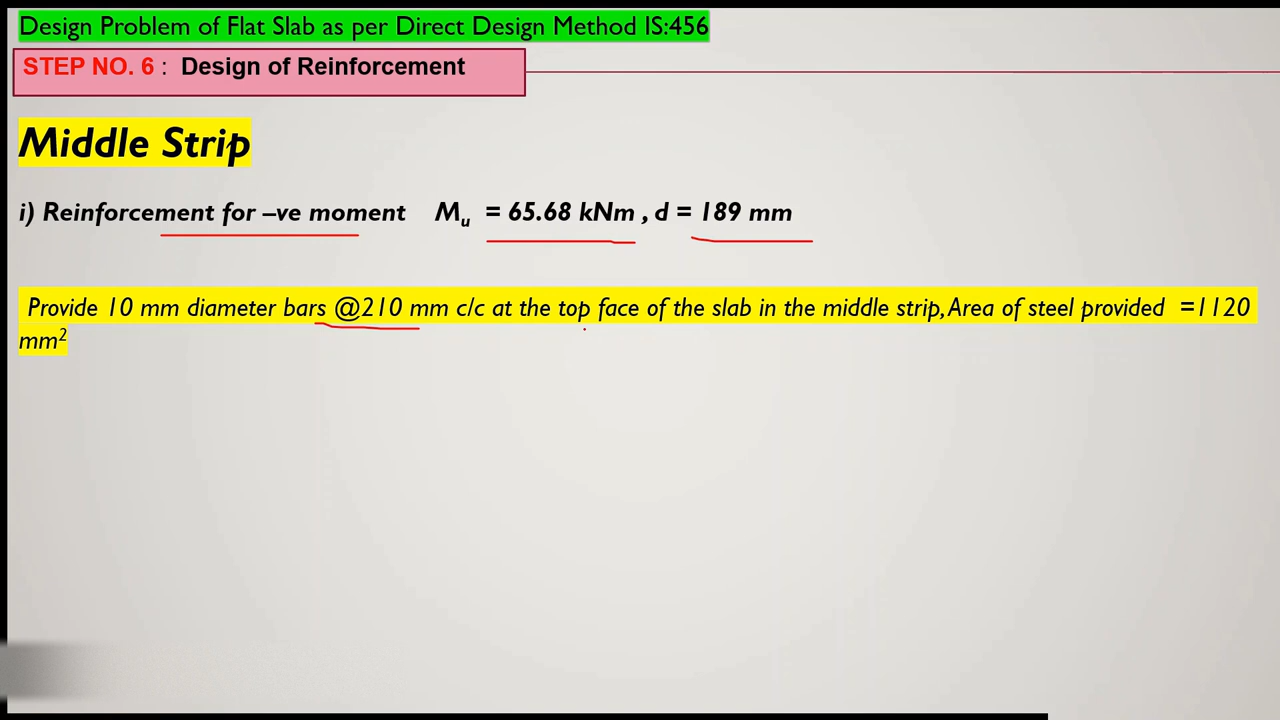 Design Problem of Flat Slab as per Direct Design Method IS:456
STEP NO. 6 : Design of Reinforcement
Middle Strip
i) Reinforcement for –ve moment Mu = 65.68 kNm , d = 189 mm
Provide 10 mm diameter bars @210 mm c/c at the top face of the slab in the middle strip, Area of steel provided =1120
mm²